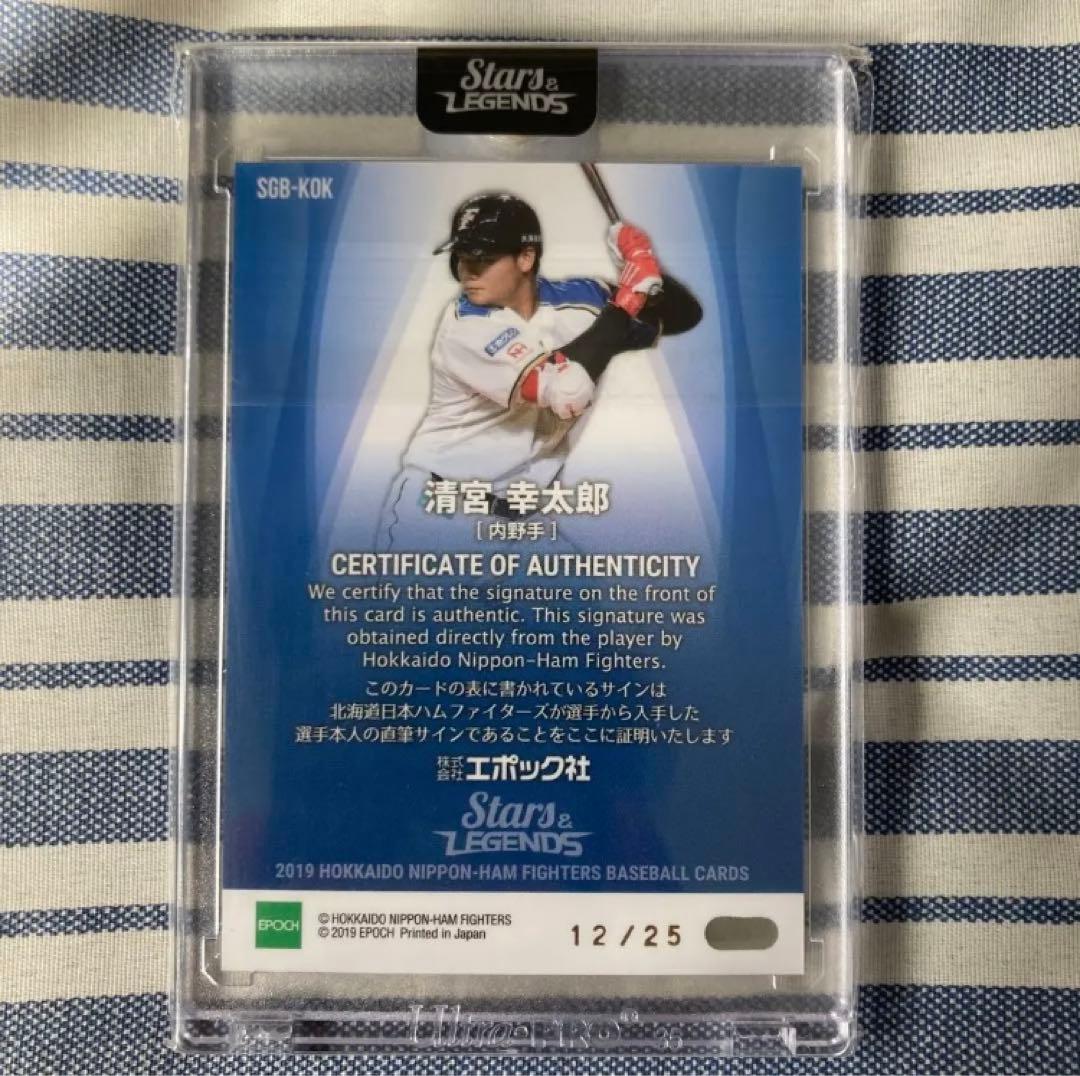 Stars &
LEGENDS
SGB-KOK
清宮 幸太郎
[ 内野手 ]
CERTIFICATE OF AUTHENTICITY
We certify that the signature on the front of
this card is authentic. This signature was
obtained directly from the player by
Hokkaido Nippon-Ham Fighters.
このカードの表に書かれているサインは
北海道日本ハムファイターズが選手から入手した
選手本人の直筆サインであることをここに証明いたします
株式会社 エポック社
Stars &
LEGENDS
2019 HOKKAIDO NIPPON-HAM FIGHTERS BASEBALL CARDS
EPOCH
© HOKKAIDO NIPPON-HAM FIGHTERS
© 2019 EPOCH Printed in Japan
12/25
Ultra PRO